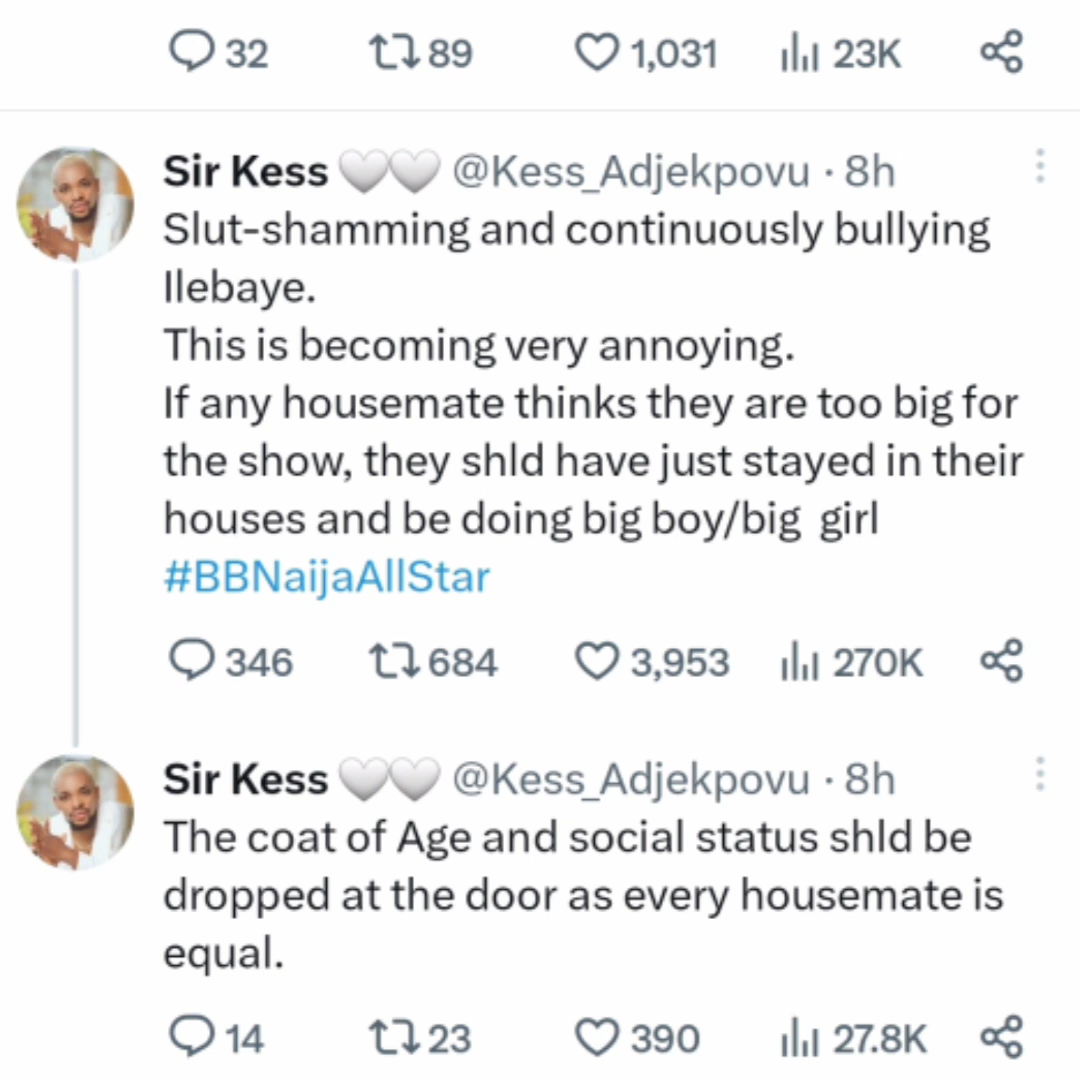 32 89 1,031 23K
Sir Kess 🤍🤍 @Kess_Adjekpovu · 8h
Slut-shamming and continuously bullying
Ilebaye.
This is becoming very annoying.
If any housemate thinks they are too big for
the show, they shld have just stayed in their
houses and be doing big boy/big  girl
#BBNaijaAllStar
346 684 3,953 270K
Sir Kess 🤍🤍 @Kess_Adjekpovu · 8h
The coat of Age and social status shld be
dropped at the door as every housemate is
equal.
14 23 390 27.8K